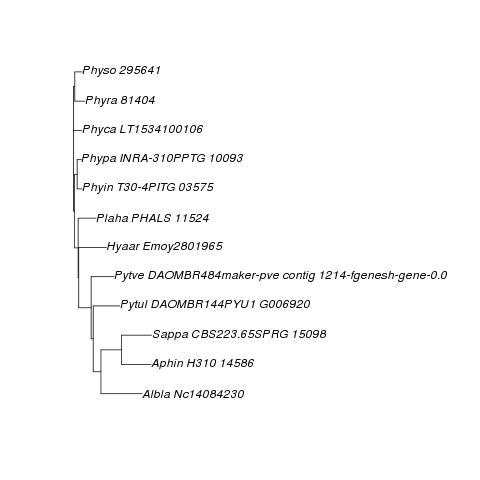 Physo 295641
Phyra 81404
Phyca LT1534100106
Phypa INRA-310PPTG 10093
Phyin T30-4PITG 03575
Plaha PHALS 11524
Hyaar Emoy2801965
Pytve DAOMBR484maker-pve contig 1214-fgenesh-gene-0.0
Pytul DAOMBR144PYU1 G006920
Sappa CBS223.65SPRG 15098
Aphin H310 14586
Albla Nc14084230